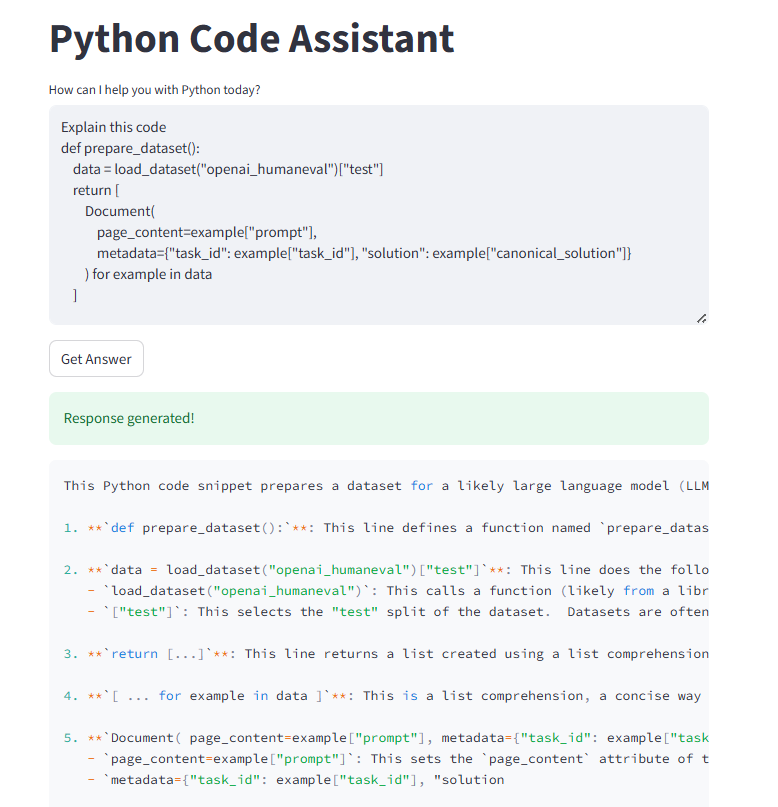 Python Code Assistant
How can I help you with Python today?
Explain this code
def prepare_dataset():
data = load_dataset("openai_humaneval")["test"]
return [
Document(
page_content=example["prompt"],
metadata={"task_id": example["task_id"], "solution": example["canonical_solution"]}
) for example in data
]
Get Answer
Response generated!
This Python code snippet prepares a dataset for a likely large language model (LLM
1. **`def prepare_dataset():`**: This line defines a function named `prepare_datas
2. **`data = load_dataset("openai_humaneval")["test"]`**: This line does the follo
- `load_dataset("openai_humaneval")`: This calls a function (likely from a libr
- `["test"]`: This selects the "test" split of the dataset.  Datasets are often
3. **`return [...]`**: This line returns a list created using a list comprehension
4. **`[ ... for example in data ]`**: This is a list comprehension, a concise way
5. **`Document( page_content=example["prompt"], metadata={"task_id": example["task
- `page_content=example["prompt"]`: This sets the `page_content` attribute of t
- `metadata={"task_id": example["task_id"], "solution